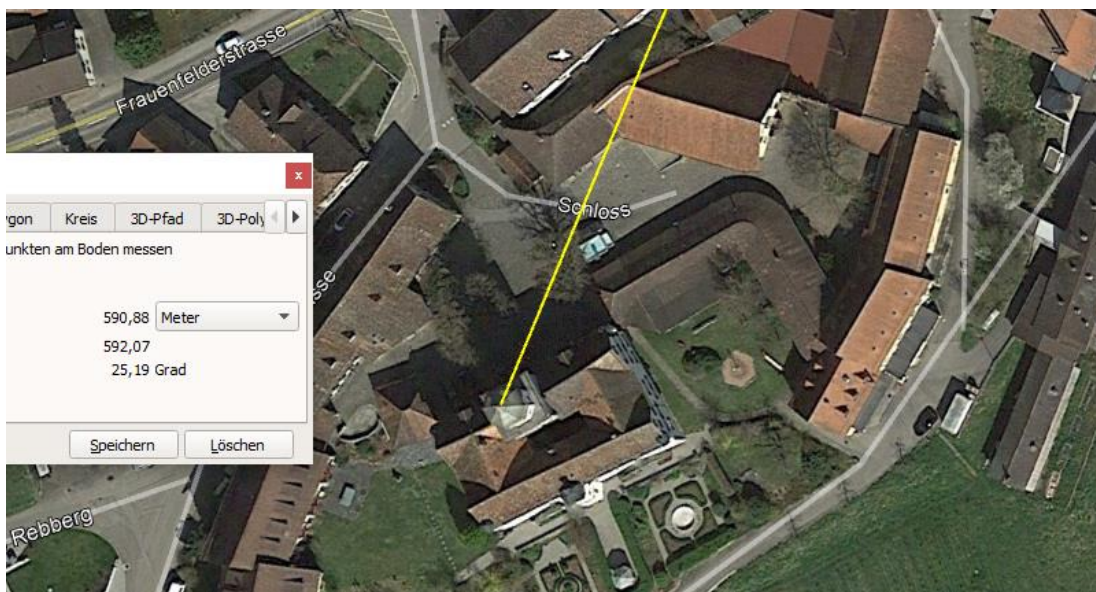 Frauenfelderstrasse
x
ygon Kreis 3D-Pfad 3D-Poly
unkten am Boden messen
Schloss
sse
590,88 Meter
592,07
25,19 Grad
Speichern Löschen
Rebberg